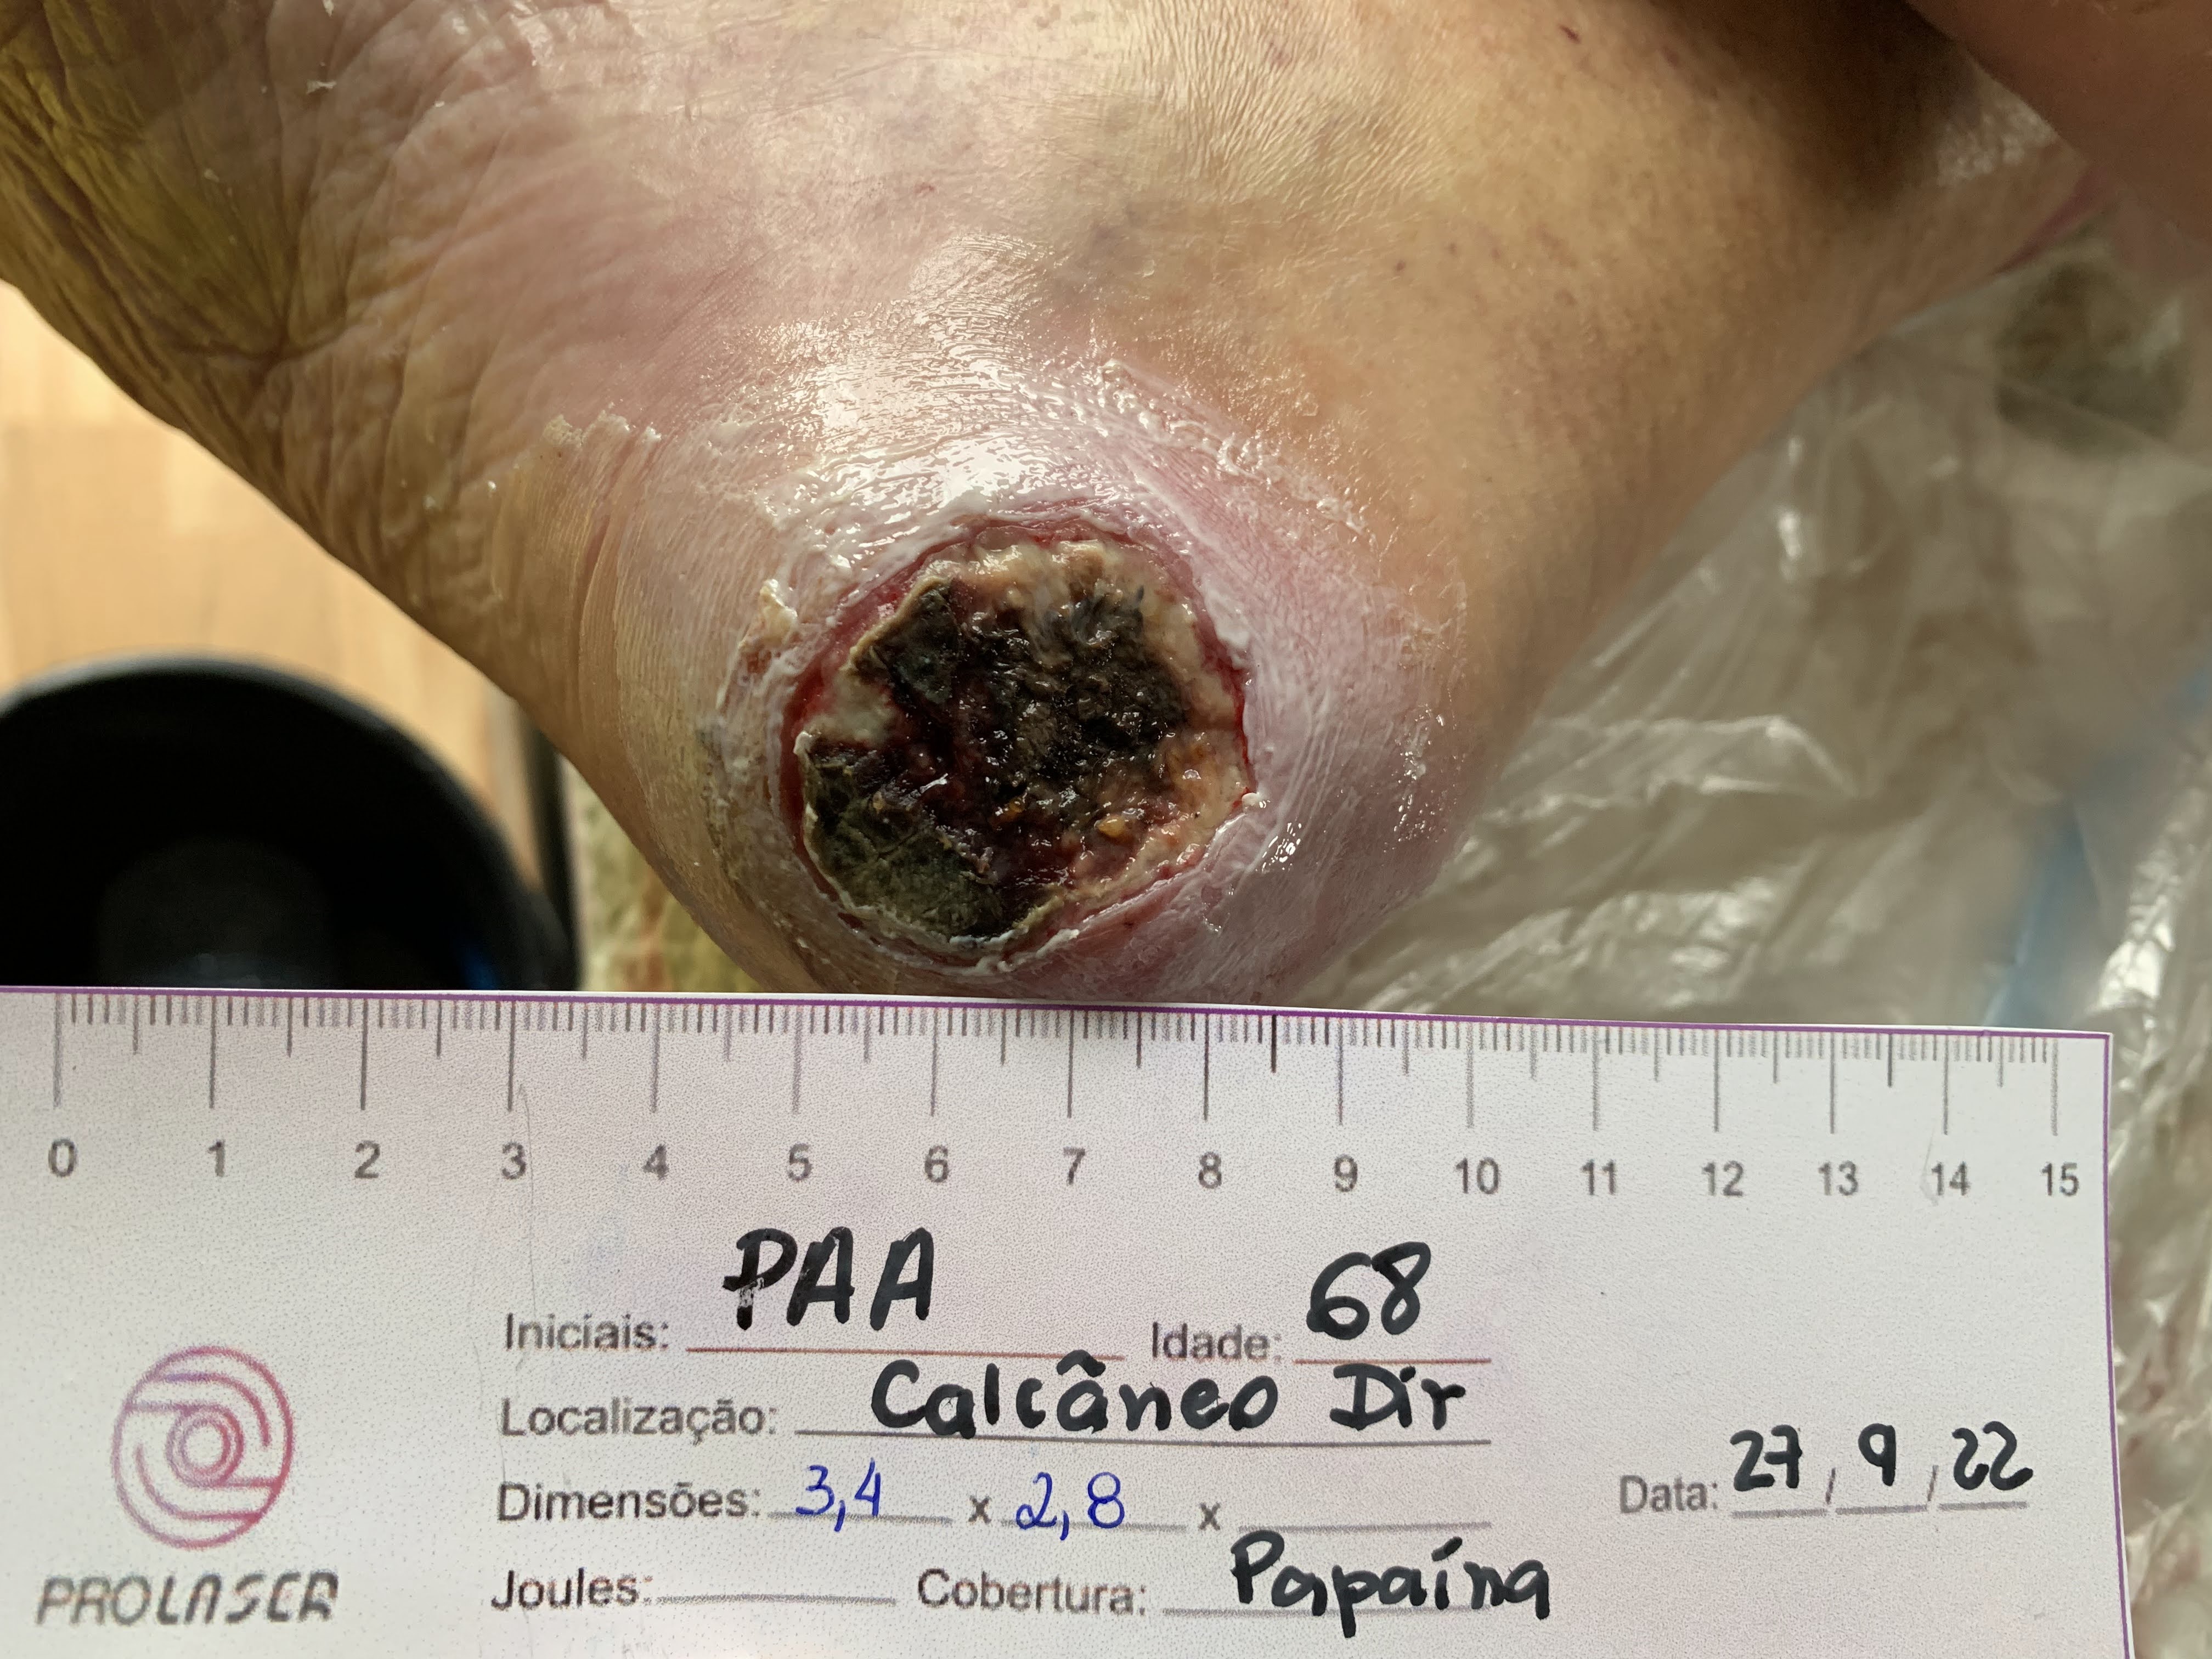 0 1 2 3 4 5 6 7 8 9 10 11 12 13 14 15
Iniciais: PAA Idade: 68
Localização: Calcâneo Dir
Dimensões: 3,4 x 2,8 x Data: 27/9/22
PROLASER Joules: Cobertura: Papaína